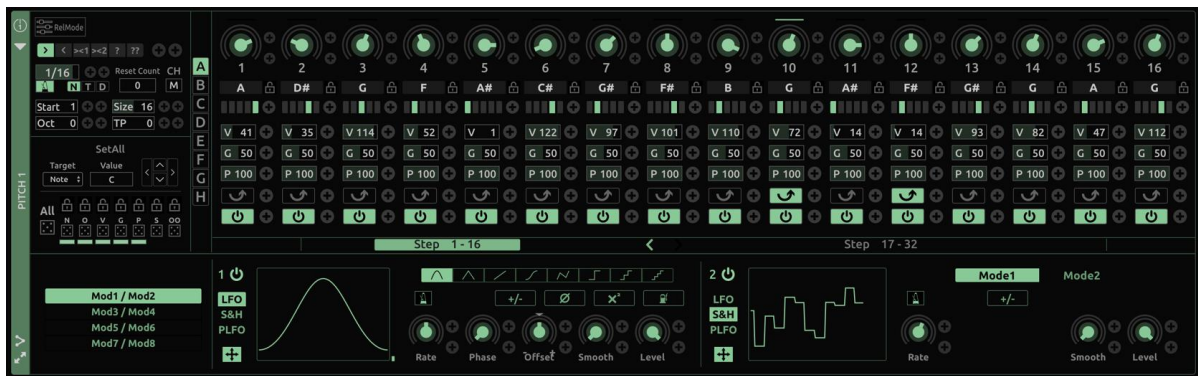 RelMode
> < ><1 ><2 ? ??
1/16 Reset Count CH
N T D 0 M
Start 1 Size 16
Oct 0 TP 0
SetAll
Target Value
Note C
All
N O V G P S OO
PITCH 1
A
B
C
D
E
F
G
H
1 2 3 4 5 6 7 8 9 10 11 12 13 14 15 16
A D# G F A# C# G# F# B G A# F# G# G A G
V 41 V 35 V 114 V 52 V 1 V 122 V 97 V 101 V 110 V 72 V 14 V 14 V 93 V 82 V 47 V 112
G 50 G 50 G 50 G 50 G 50 G 50 G 50 G 50 G 50 G 50 G 50 G 50 G 50 G 50 G 50 G 50
P 100 P 100 P 100 P 100 P 100 P 100 P 100 P 100 P 100 P 100 P 100 P 100 P 100 P 100 P 100 P 100
Step 1 - 16 Step 17 - 32
Mod1 / Mod2
Mod3 / Mod4
Mod5 / Mod6
Mod7 / Mod8
1
LFO
S&H
PLFO
+/- Ø X˟
Rate Phase Offset Smooth Level
2
LFO
S&H
PLFO
Mode1 Mode2
+/-
Rate Smooth Level